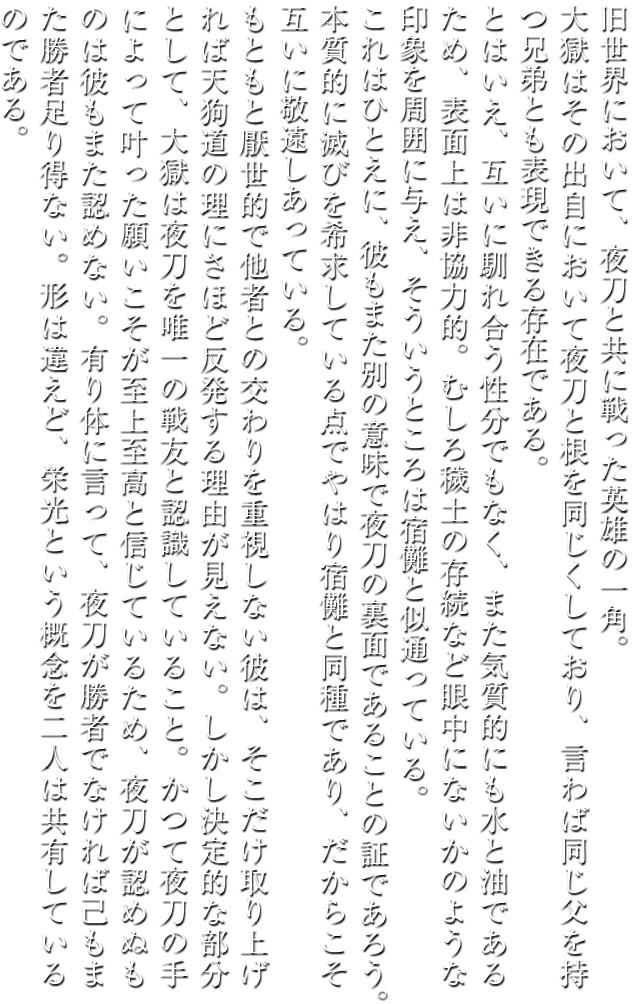 旧世界において、夜刀と共に戦った英雄の一角。
大獄はその出自において夜刀と根を同じくしており、言わば同じ父を持
つ兄弟とも表現できる存在である。
とはいえ、互いに馴れ合う性分でもなく、また気質的にも水と油である
ため、表面上は非協力的。むしろ穢土の存続など眼中にないかのような
印象を周囲に与え、そういうところは宿儺と似通っている。
これはひとえに、彼もまた別の意味で夜刀の裏面であることの証であろう。
本質的に滅びを希求している点でやはり宿儺と同種であり、だからこそ
互いに敬遠しあっている。
もともと厭世的で他者との交わりを重視しない彼は、そこだけ取り上げ
れば天狗道の理にさほど反発する理由が見えない。しかし決定的な部分
として、大獄は夜刀を唯一の戦友と認識していること。かつて夜刀の手
によって叶った願いこそが至上至高と信じているため、夜刀が認めぬも
のは彼もまた認めない。有り体に言って、夜刀が勝者でなければ己もま
た勝者足り得ない。形は違えど、栄光という概念を二人は共有している
のである。